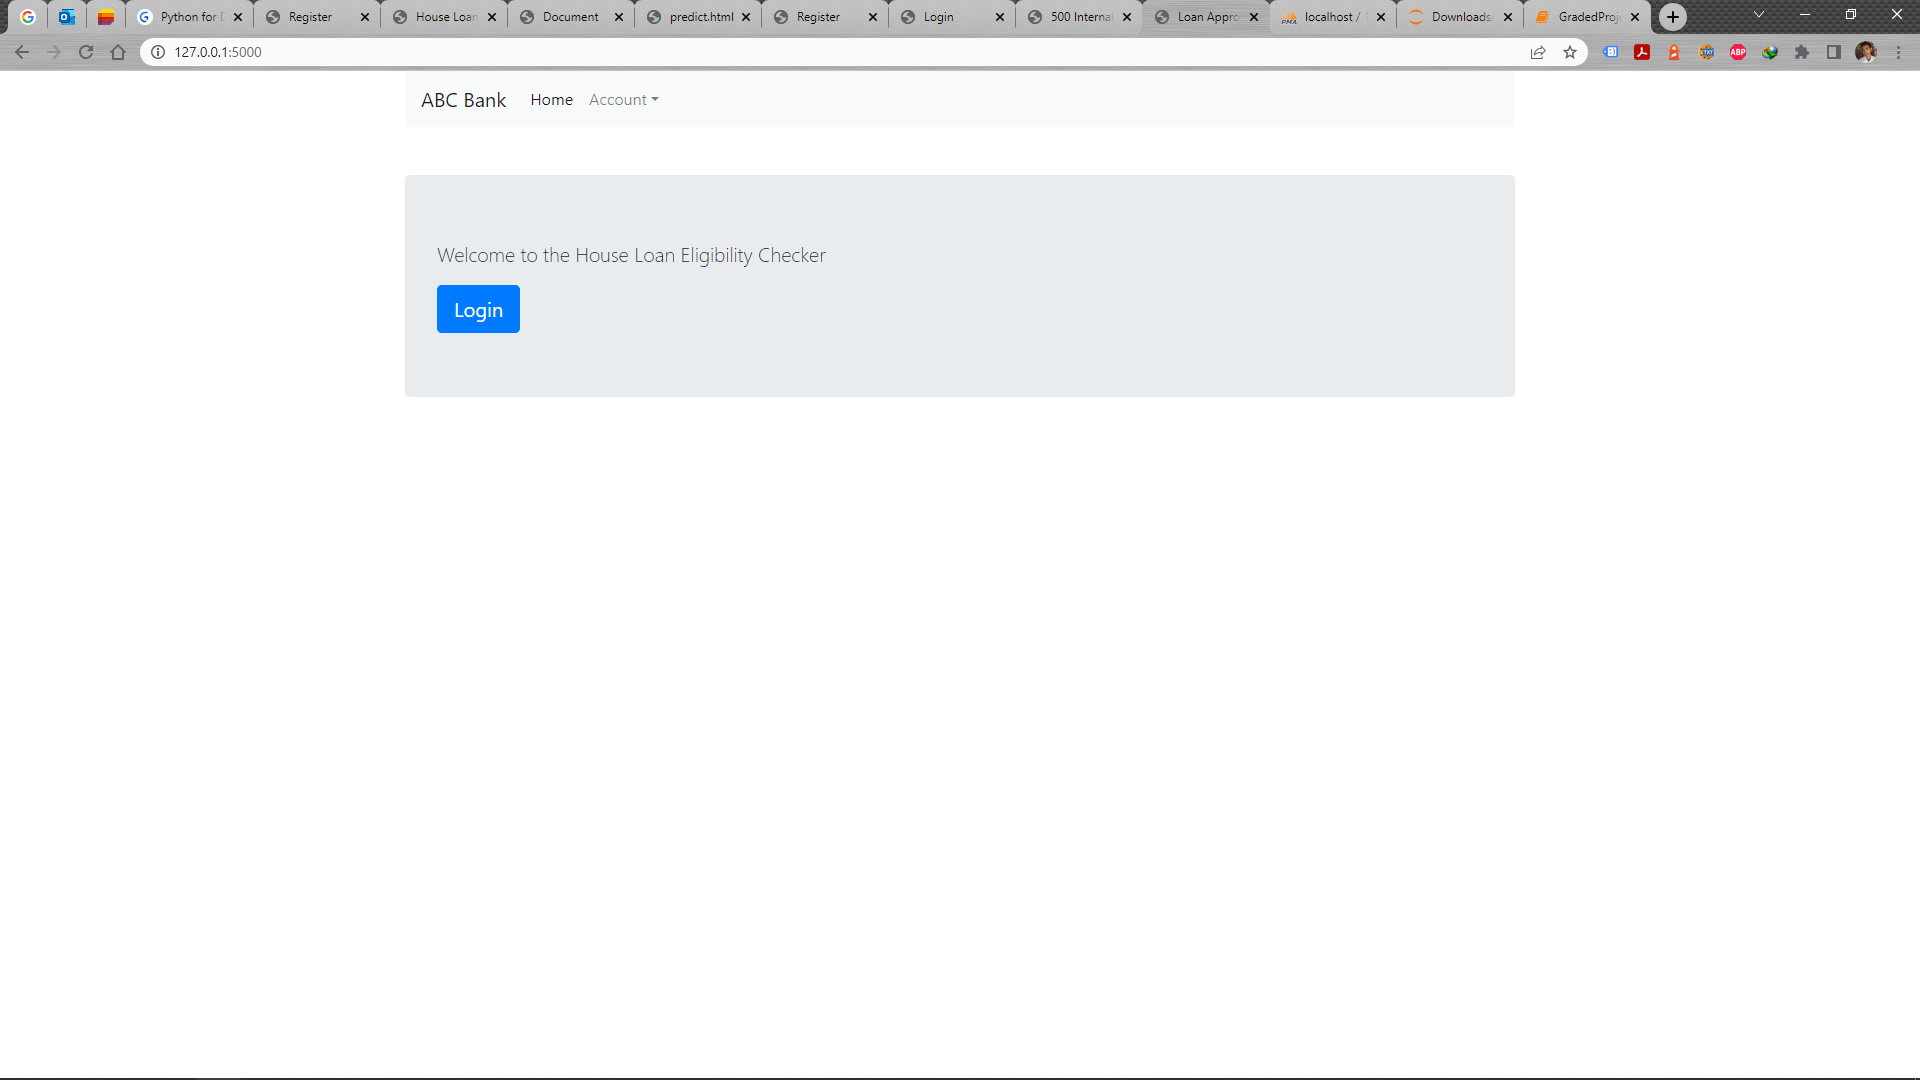 Python for D
Register
House Loan
Document
predict.html
Register
Login
500 Internal
Loan Appro
localhost /
Downloads/
GradedProj
127.0.0.1:5000
ABC Bank Home Account
Welcome to the House Loan Eligibility Checker
Login